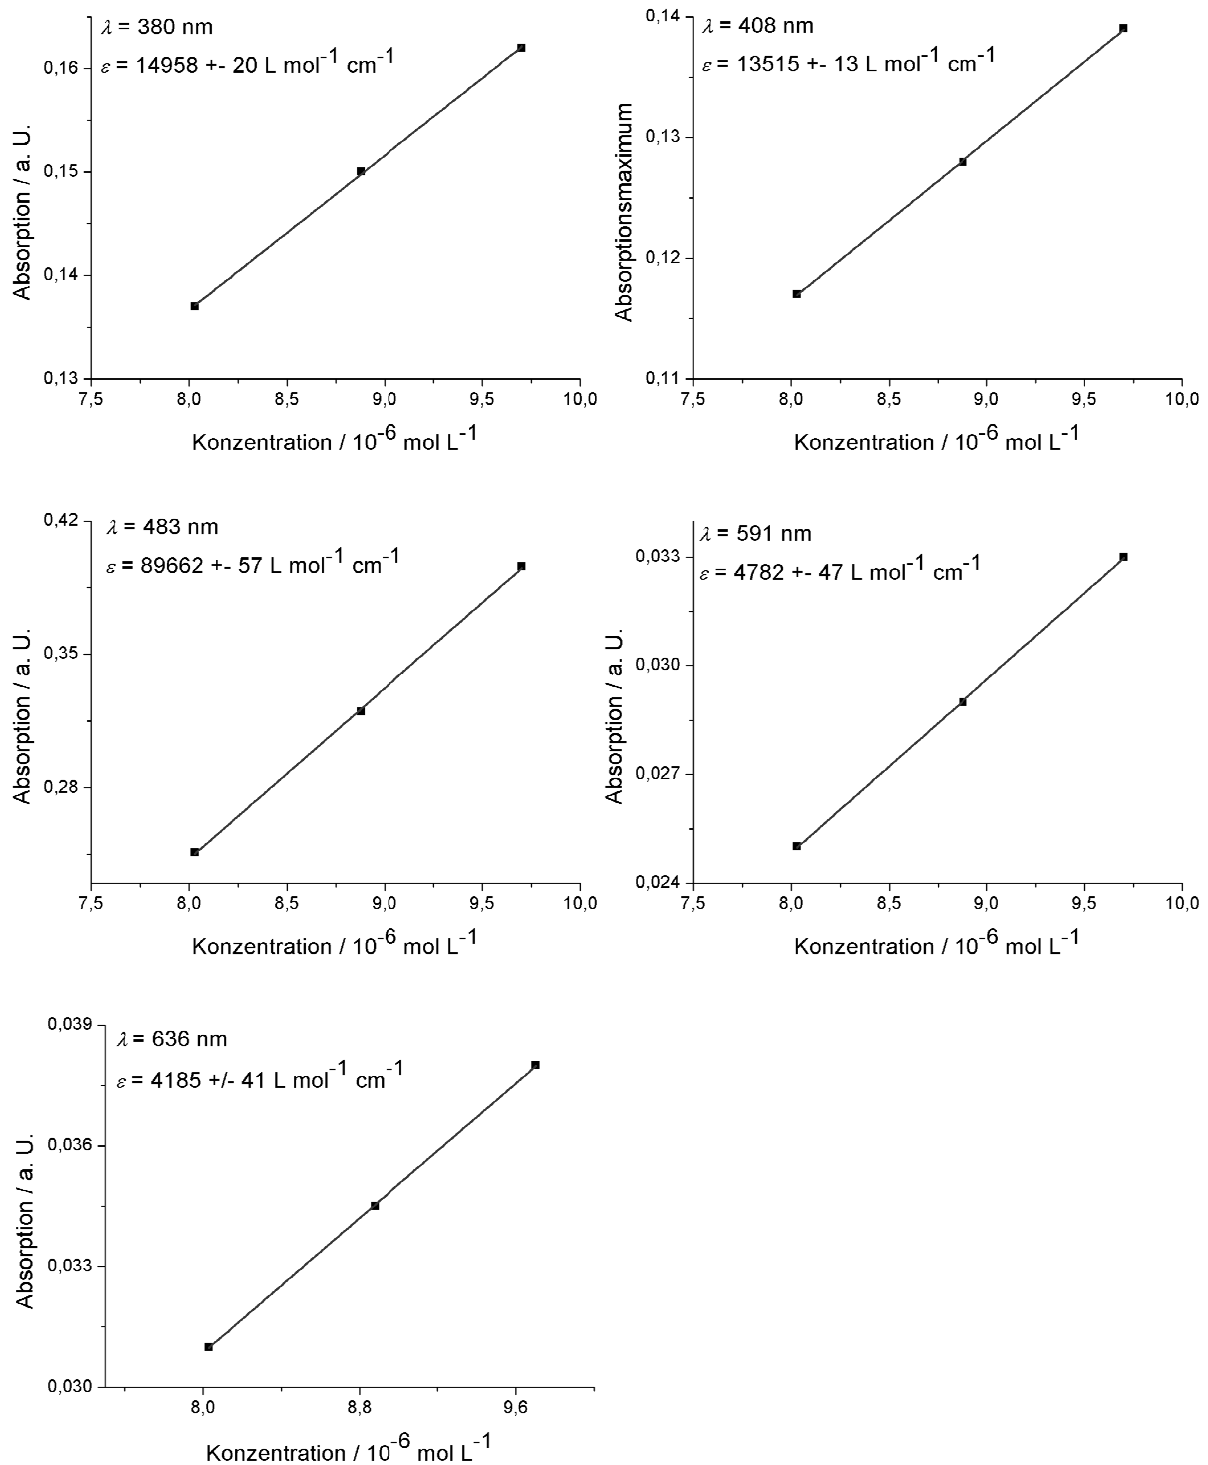 λ = 380 nm
ε = 14958 +- 20 L mol⁻¹ cm⁻¹
0,16
0,15
0,14
0,13
Absorption / a. U.
7,5 8,0 8,5 9,0 9,5 10,0
Konzentration / 10⁻⁶ mol L⁻¹
λ = 408 nm
ε = 13515 +- 13 L mol⁻¹ cm⁻¹
0,14
0,13
0,12
0,11
Absorptionsmaximum
7,5 8,0 8,5 9,0 9,5 10,0
Konzentration / 10⁻⁶ mol L⁻¹
λ = 483 nm
ε = 89662 +- 57 L mol⁻¹ cm⁻¹
0,42
0,35
0,28
Absorption / a. U.
7,5 8,0 8,5 9,0 9,5 10,0
Konzentration / 10⁻⁶ mol L⁻¹
λ = 591 nm
ε = 4782 +- 47 L mol⁻¹ cm⁻¹
0,033
0,030
0,027
0,024
Absorption / a. U.
7,5 8,0 8,5 9,0 9,5 10,0
Konzentration / 10⁻⁶ mol L⁻¹
λ = 636 nm
ε = 4185 +/- 41 L mol⁻¹ cm⁻¹
0,039
0,036
0,033
0,030
Absorption / a. U.
8,0 8,8 9,6
Konzentration / 10⁻⁶ mol L⁻¹